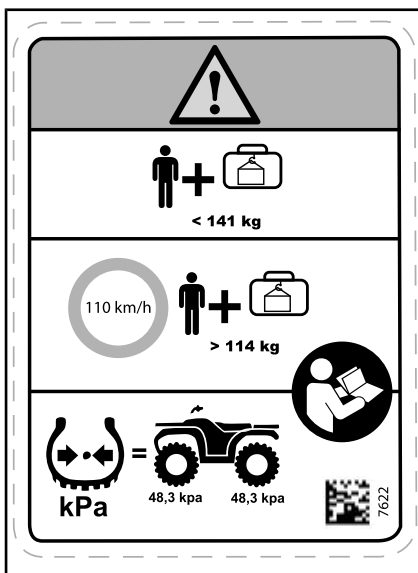 !
+
< 141 kg
110 km/h
+
> 114 kg
=
kPa
48,3 kpa 48,3 kpa
7622